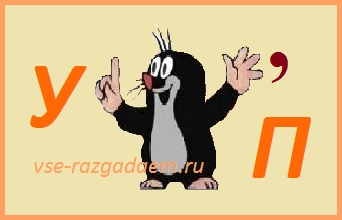 У ,
П
vse-razgadaem.ru